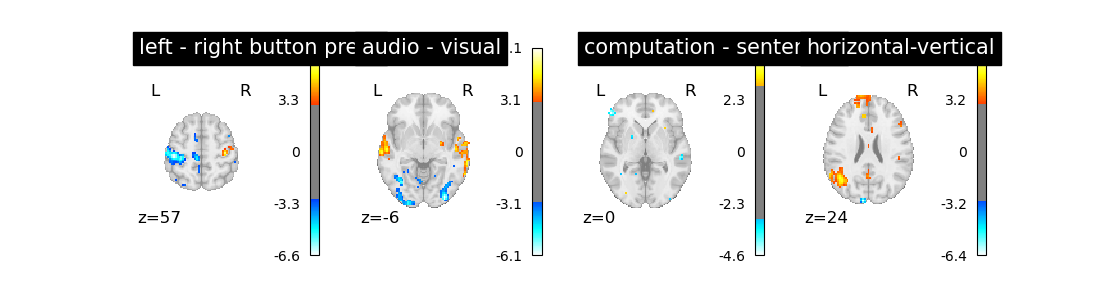 left - right button pre
audio - visual
computation - senten
horizontal-vertical
L R
3.3
0
-3.3
-6.6
z=57
L R
.1
3.1
0
-3.1
-6.1
z=-6
L R
2.3
0
-2.3
-4.6
z=0
L R
3.2
0
-3.2
-6.4
z=24